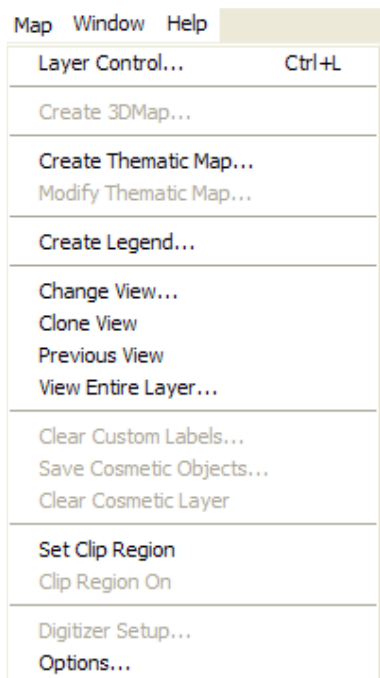 Map Window Help
Layer Control... Ctrl+L
Create 3DMap...
Create Thematic Map...
Modify Thematic Map...
Create Legend...
Change View...
Clone View
Previous View
View Entire Layer...
Clear Custom Labels...
Save Cosmetic Objects...
Clear Cosmetic Layer
Set Clip Region
Clip Region On
Digitizer Setup...
Options...